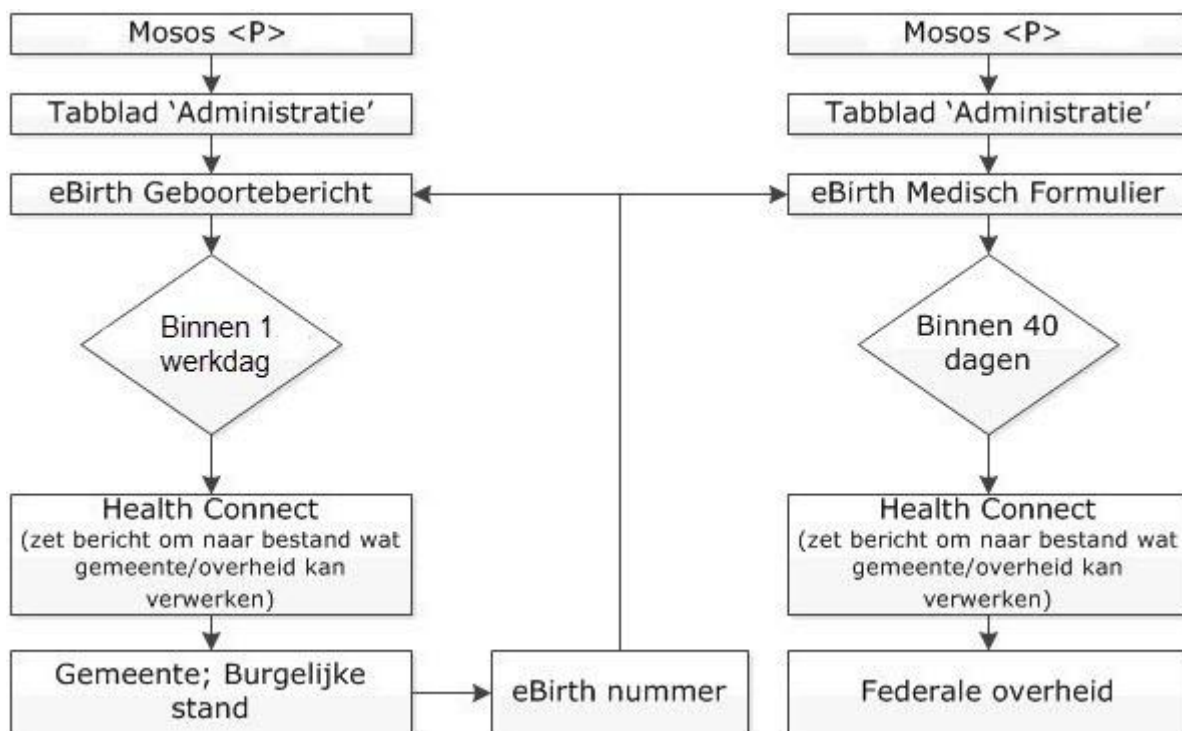 Mosos <P>
Tabblad ‘Administratie’
eBirth Geboortebericht
Binnen 1
werkdag
Health Connect
(zet bericht om naar bestand wat
gemeente/overheid kan
verwerken)
Gemeente; Burgelijke
stand
eBirth nummer
Mosos <P>
Tabblad ‘Administratie’
eBirth Medisch Formulier
Binnen 40
dagen
Health Connect
(zet bericht om naar bestand wat
gemeente/overheid kan
verwerken)
Federale overheid